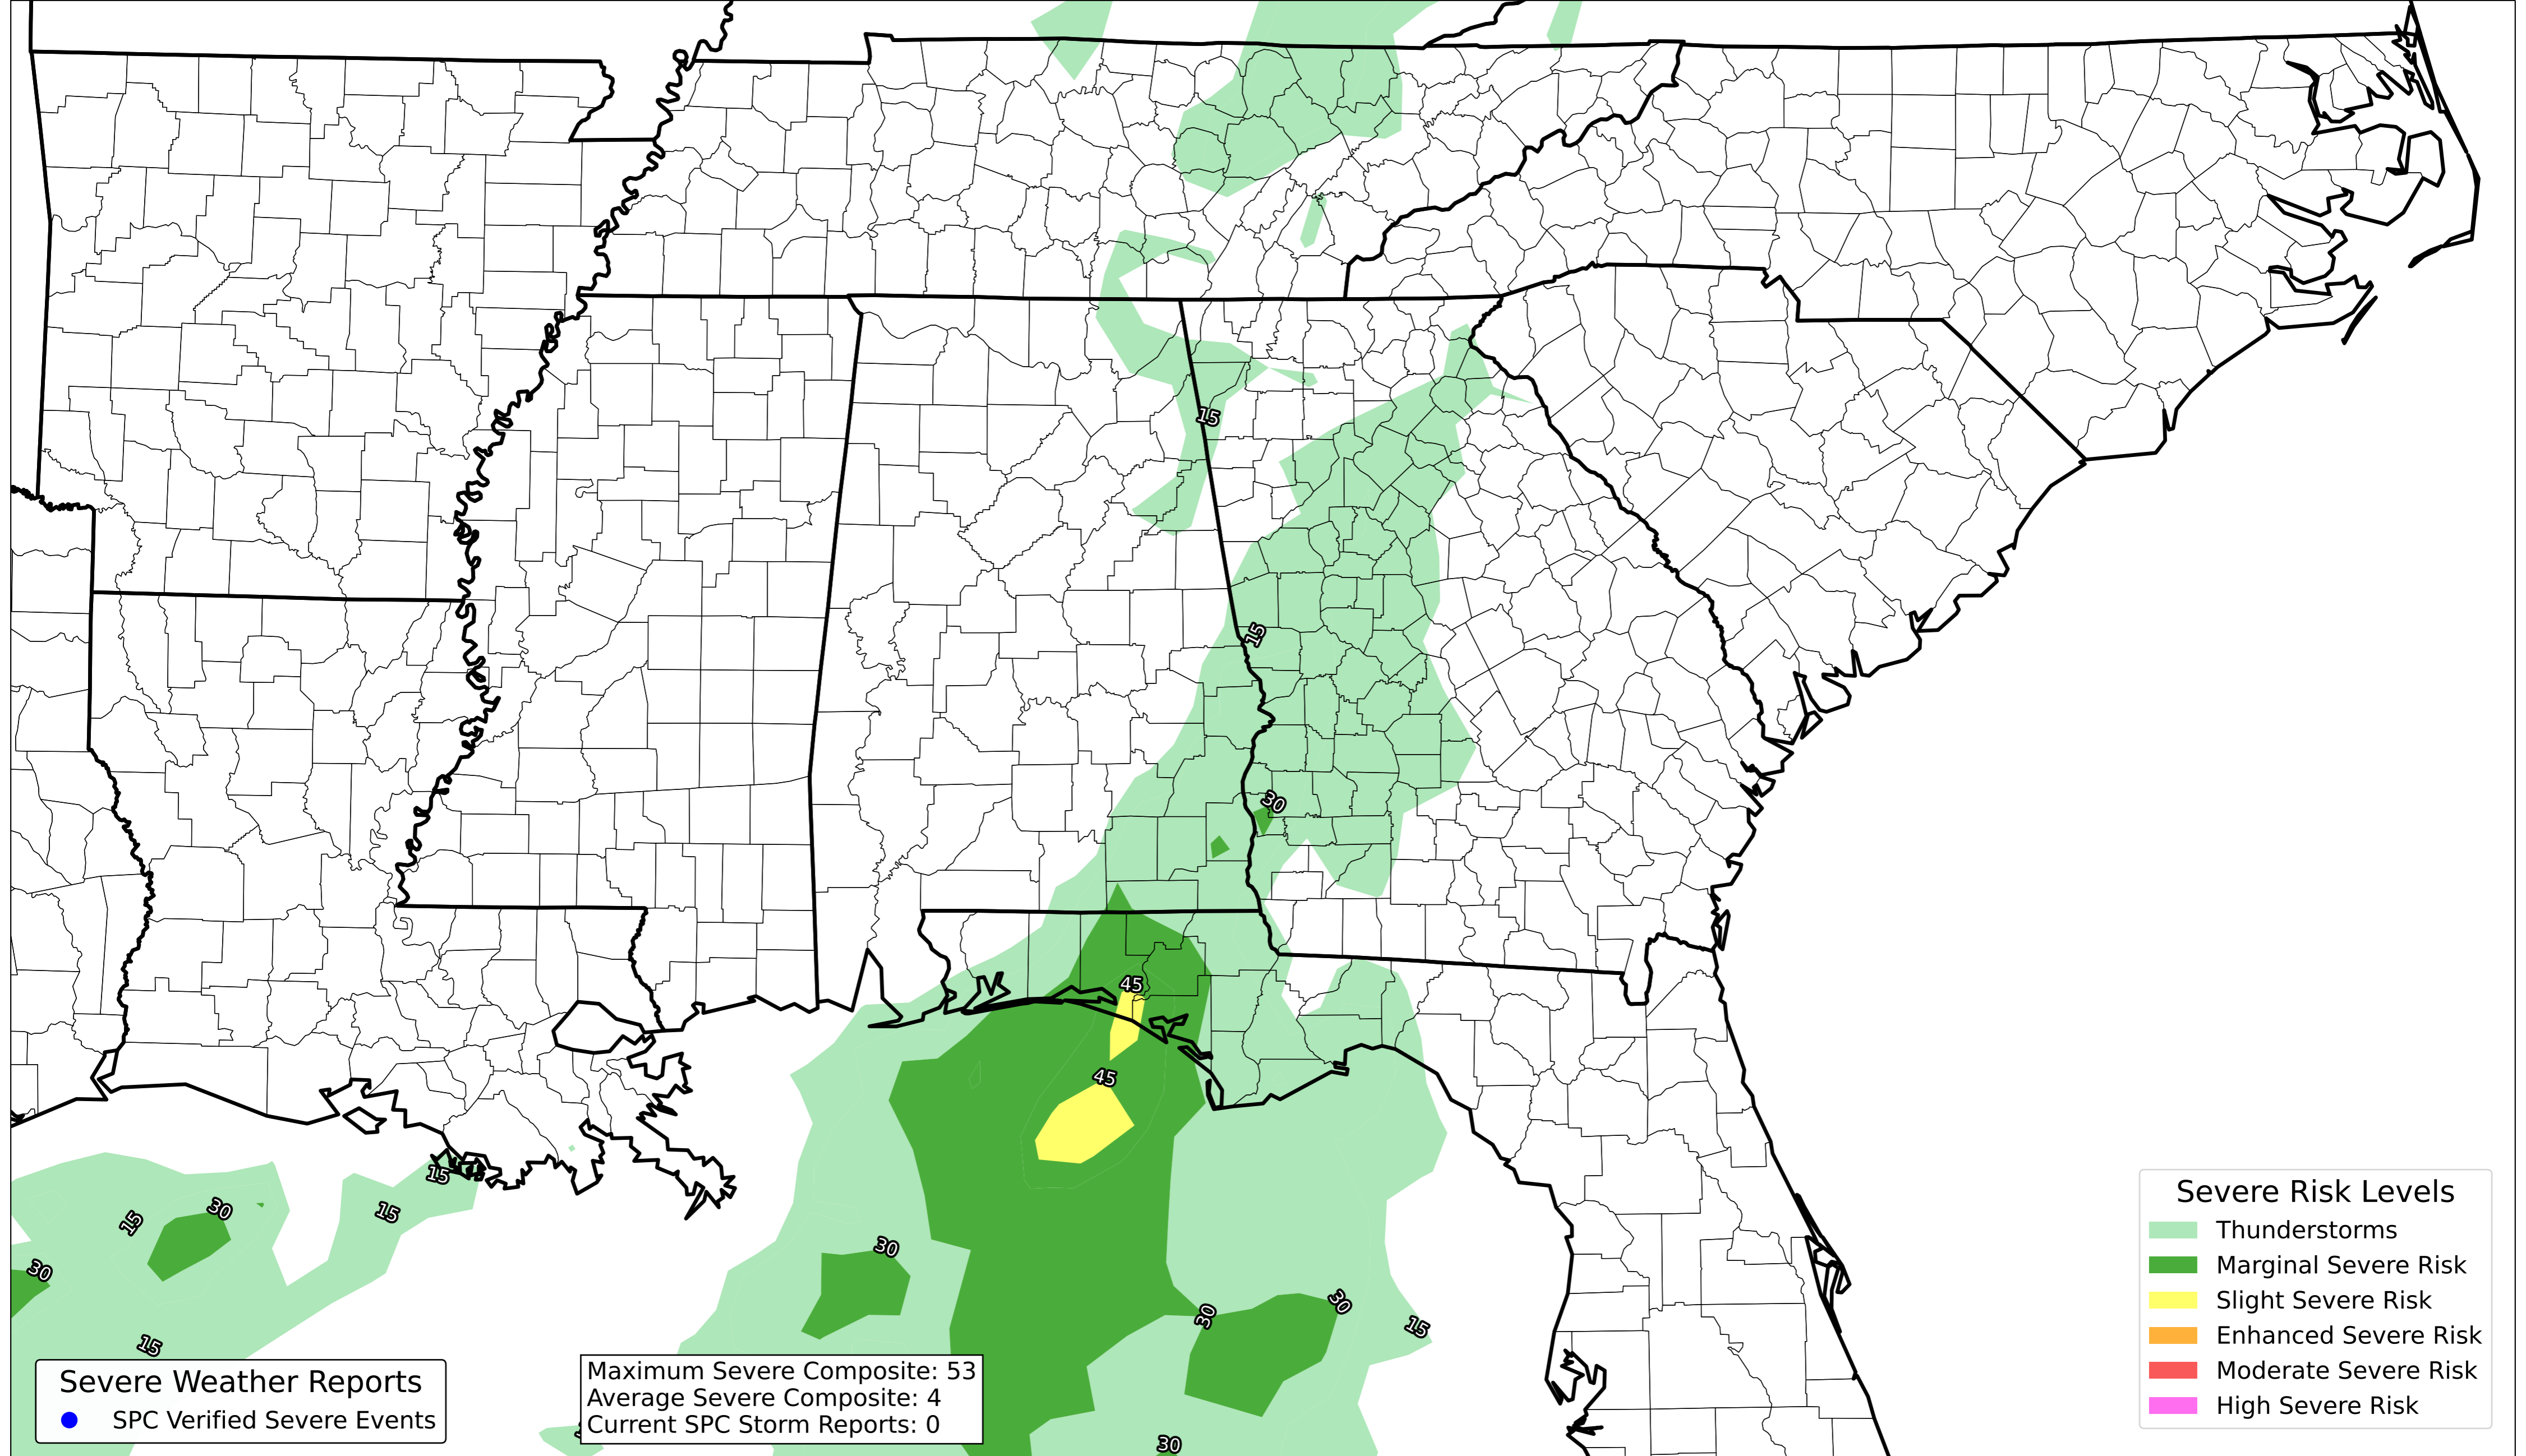 15
15
30
45
45
15
30
15
15
30
30
30
30
15
15
30
Severe Weather Reports
SPC Verified Severe Events
Maximum Severe Composite: 53
Average Severe Composite: 4
Current SPC Storm Reports: 0
Severe Risk Levels
Thunderstorms
Marginal Severe Risk
Slight Severe Risk
Enhanced Severe Risk
Moderate Severe Risk
High Severe Risk